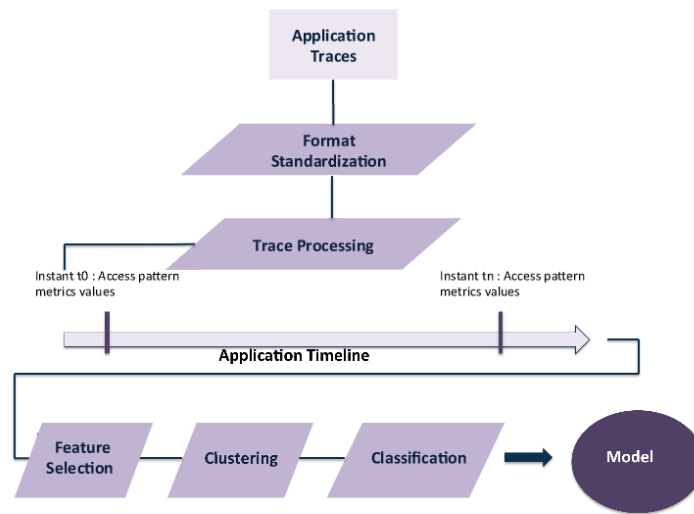 Application
Traces
Format
Standardization
Trace Processing
Instant t0 : Access pattern
metrics values
Instant tn : Access pattern
metrics values
Application Timeline
Feature
Selection
Clustering
Classification
Model